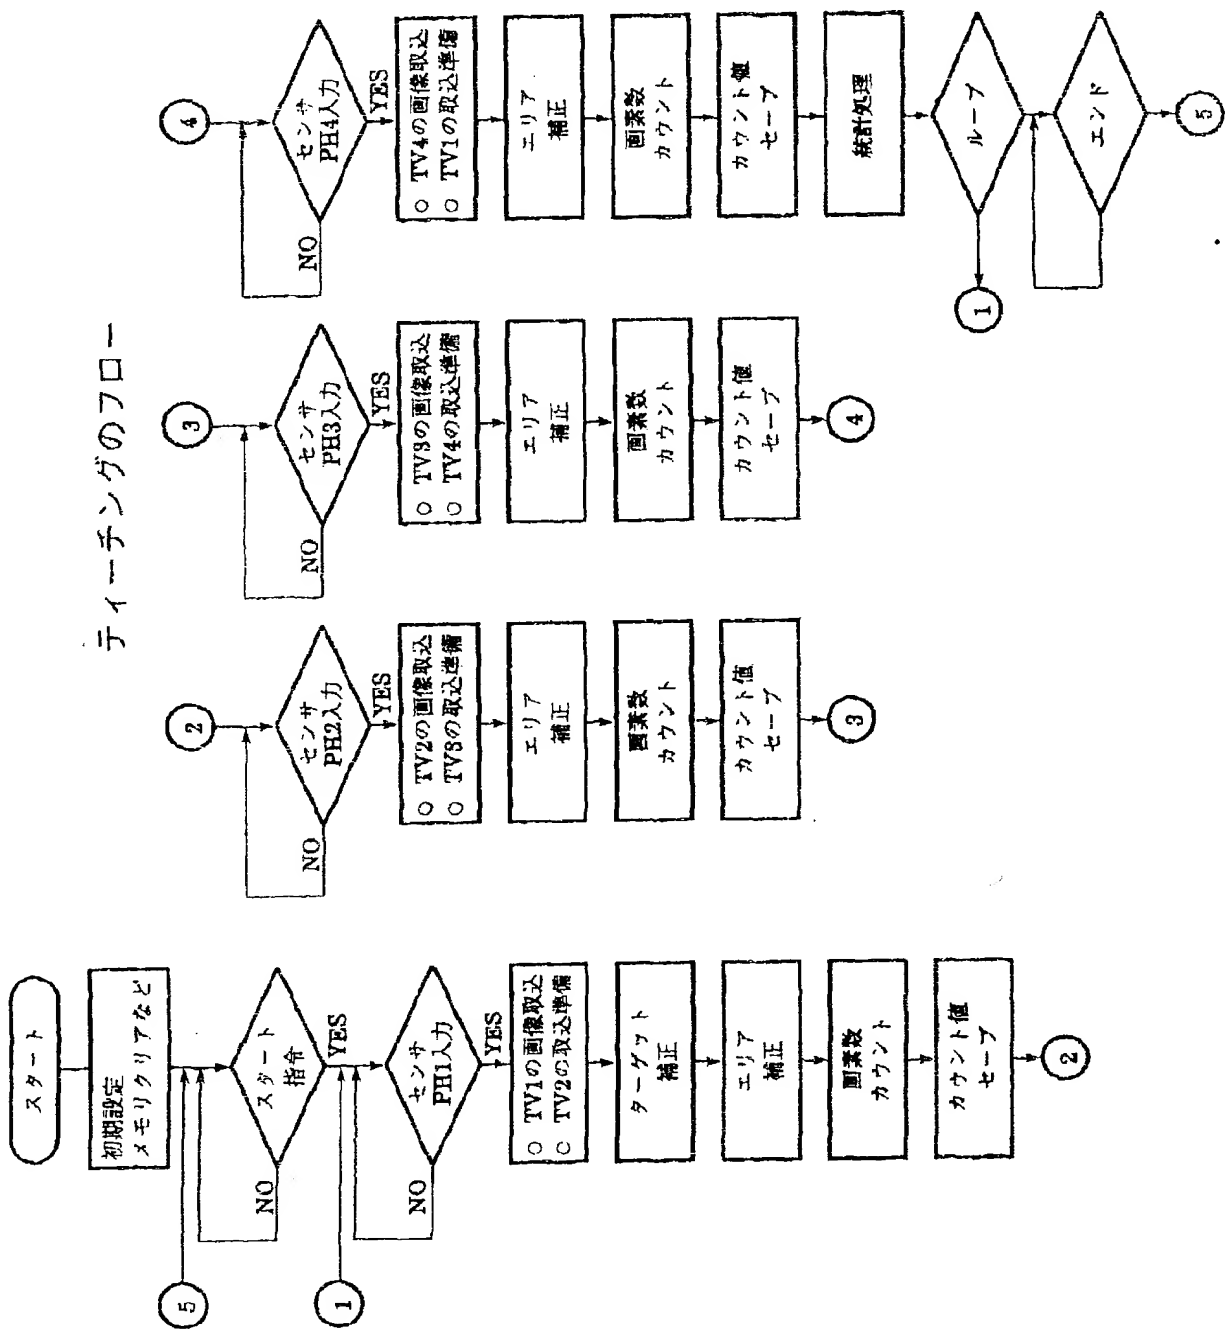 ティーチングのフロー
スタート
初期設定
メモリクリアなど
5
スタート
指令
NO
YES
1
センサ
PH1入力
NO
YES
○ TV1の画像取込
○ TV2の取込準備
ターゲット
補正
エリア
補正
画素数
カウント
カウント値
セーブ
2
2
センサ
PH2入力
NO
YES
○ TV2の画像取込
○ TV3の取込準備
エリア
補正
画素数
カウント
カウント値
セーブ
3
3
センサ
PH3入力
NO
YES
○ TV3の画像取込
○ TV4の取込準備
エリア
補正
画素数
カウント
カウント値
セーブ
4
4
センサ
PH4入力
NO
YES
○ TV4の画像取込
○ TV1の取込準備
エリア
補正
画素数
カウント
カウント値
セーブ
統計処理
ループ
1
エンド
5